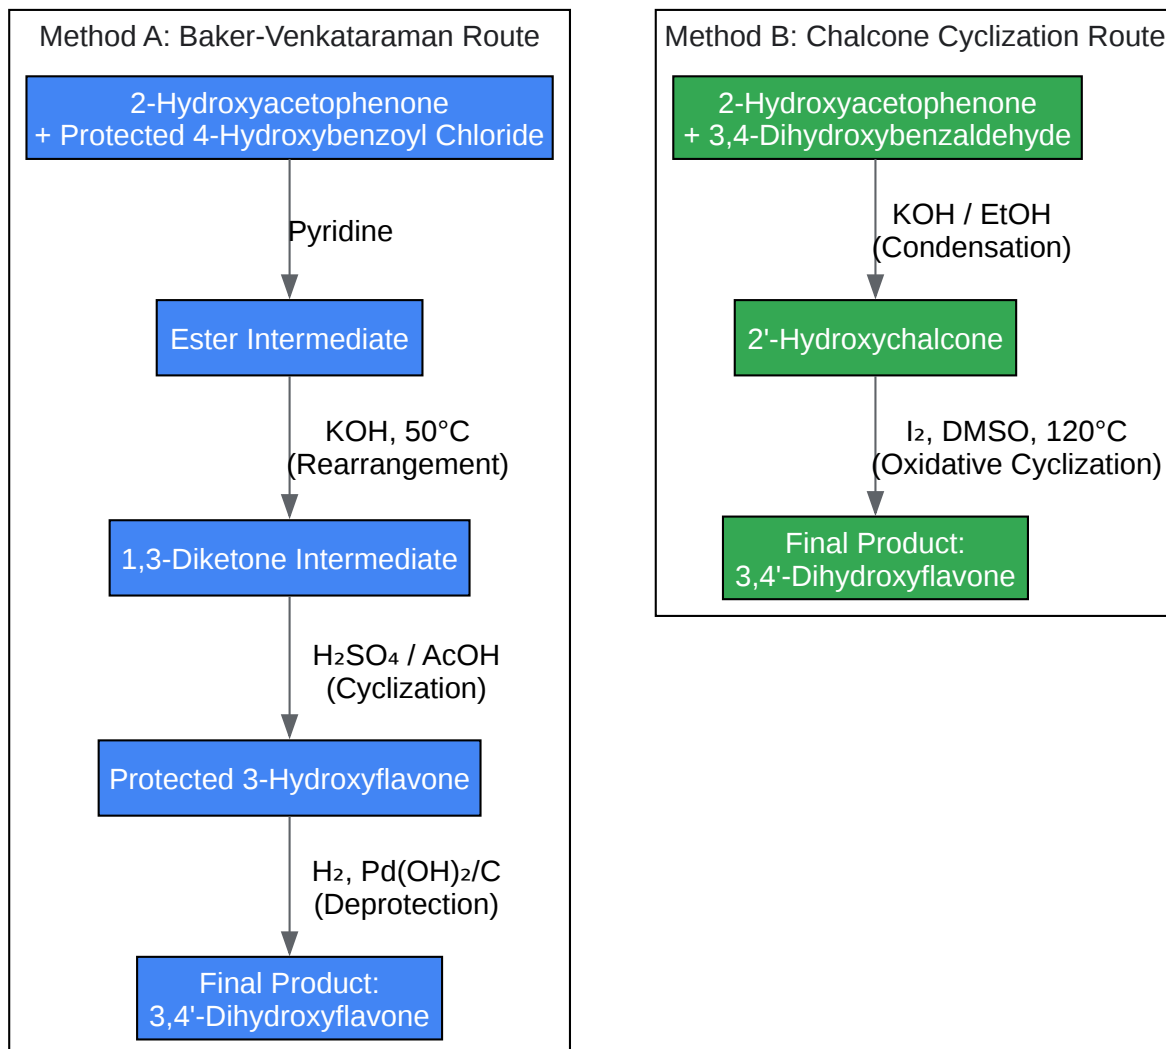 Method A: Baker-Venkataraman Route
2-Hydroxyacetophenone
+ Protected 4-Hydroxybenzoyl Chloride
Pyridine
Ester Intermediate
KOH, 50°C
(Rearrangement)
1,3-Diketone Intermediate
H₂SO₄ / AcOH
(Cyclization)
Protected 3-Hydroxyflavone
H₂, Pd(OH)₂/C
(Deprotection)
Final Product:
3,4'-Dihydroxyflavone
Method B: Chalcone Cyclization Route
2-Hydroxyacetophenone
+ 3,4-Dihydroxybenzaldehyde
KOH / EtOH
(Condensation)
2'-Hydroxychalcone
I₂, DMSO, 120°C
(Oxidative Cyclization)
Final Product:
3,4'-Dihydroxyflavone